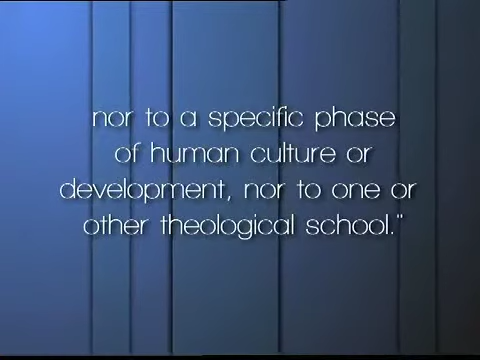 nor to a specific phase
of human culture or
development, nor to one or
other theological school."